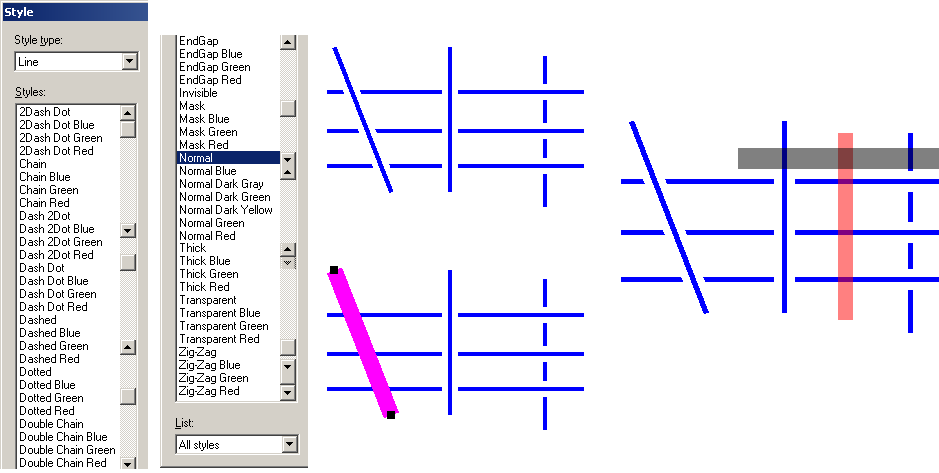 Style
Style type:
Line
Styles:
2Dash Dot
2Dash Dot Blue
2Dash Dot Green
2Dash Dot Red
Chain
Chain Blue
Chain Green
Chain Red
Dash 2Dot
Dash 2Dot Blue
Dash 2Dot Green
Dash 2Dot Red
Dash Dot
Dash Dot Blue
Dash Dot Green
Dash Dot Red
Dashed
Dashed Blue
Dashed Green
Dashed Red
Dotted
Dotted Blue
Dotted Green
Dotted Red
Double Chain
Double Chain Blue
Double Chain Green
Double Chain Red
EndGap
EndGap Blue
EndGap Green
EndGap Red
Invisible
Mask
Mask Blue
Mask Green
Mask Red
Normal
Normal Blue
Normal Dark Gray
Normal Dark Green
Normal Dark Yellow
Normal Green
Normal Red
Thick
Thick Blue
Thick Green
Thick Red
Transparent
Transparent Blue
Transparent Green
Transparent Red
Zig-Zag
Zig-Zag Blue
Zig-Zag Green
Zig-Zag Red
List:
All styles